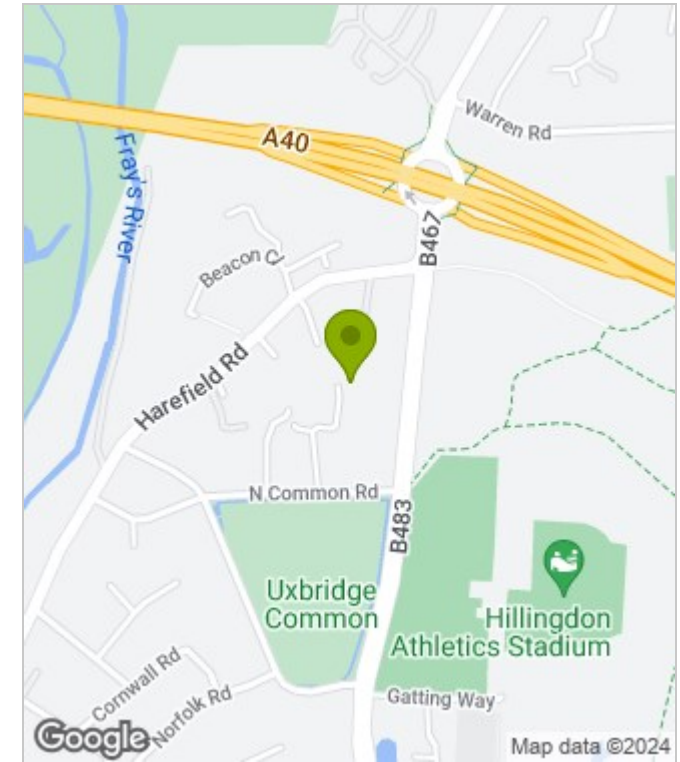 Warren Rd
A40
Fray's River
B467
Beacon Cl
Harefield Rd
N Common Rd
B483
Uxbridge
Common
Hillingdon
Athletics Stadium
Cornwall Rd
Norfolk Rd
Gatting Way
Google
Map data ©2024